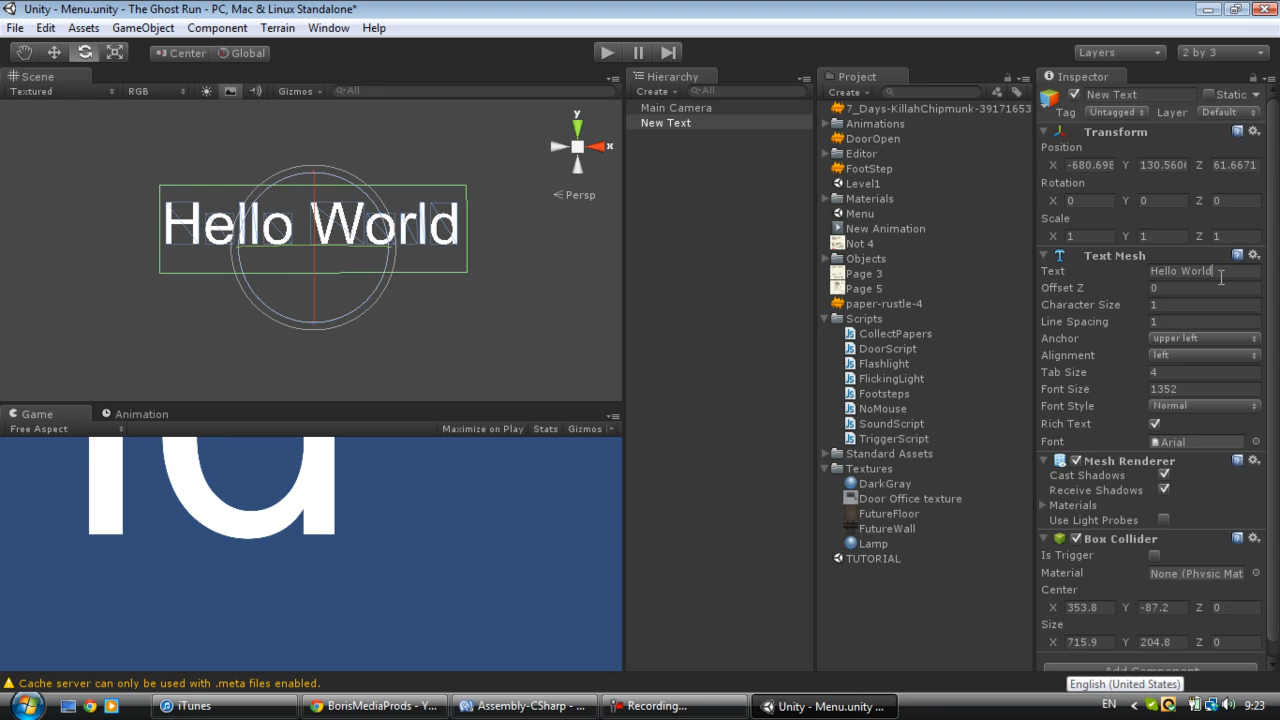 Unity - Menu.unity - The Ghost Run - PC, Mac & Linux Standalone*
File Edit Assets GameObject Component Terrain Window Help
Center Global Layers 2 by 3
Scene
Textured RGB Gizmos All
Hello World
y
x
Persp
Game Animation
Free Aspect Maximize on Play Stats Gizmos
Hierarchy
Create All
Main Camera
New Text
Project
Create
7_Days-KillahChipmunk-39171653
Animations
DoorOpen
Editor
FootStep
Level1
Materials
Menu
New Animation
Not 4
Objects
Page 3
Page 5
paper-rustle-4
Scripts
CollectPapers
DoorScript
Flashlight
FlickingLight
Footsteps
NoMouse
SoundScript
TriggerScript
Standard Assets
Textures
DarkGray
Door Office texture
FutureFloor
FutureWall
Lamp
TUTORIAL
Inspector
New Text Static
Tag Untagged Layer Default
Transform
Position
X -680.698 Y 130.560 Z 61.6671
Rotation
X 0 Y 0 Z 0
Scale
X 1 Y 1 Z 1
Text Mesh
Text Hello World
Offset Z 0
Character Size 1
Line Spacing 1
Anchor upper left
Alignment left
Tab Size 4
Font Size 1352
Font Style Normal
Rich Text
Font Arial
Mesh Renderer
Cast Shadows
Receive Shadows
Materials
Use Light Probes
Box Collider
Is Trigger
Material None (Physic Mat
Center
X 353.8 Y -87.2 Z 0
Size
X 715.9 Y 204.8 Z 0
Add Component
English (United States)
Cache server can only be used with .meta files enabled.
iTunes BorisMediaProds - Y... Assembly-CSharp - ... Recording... Unity - Menu.unity ... EN 9:23